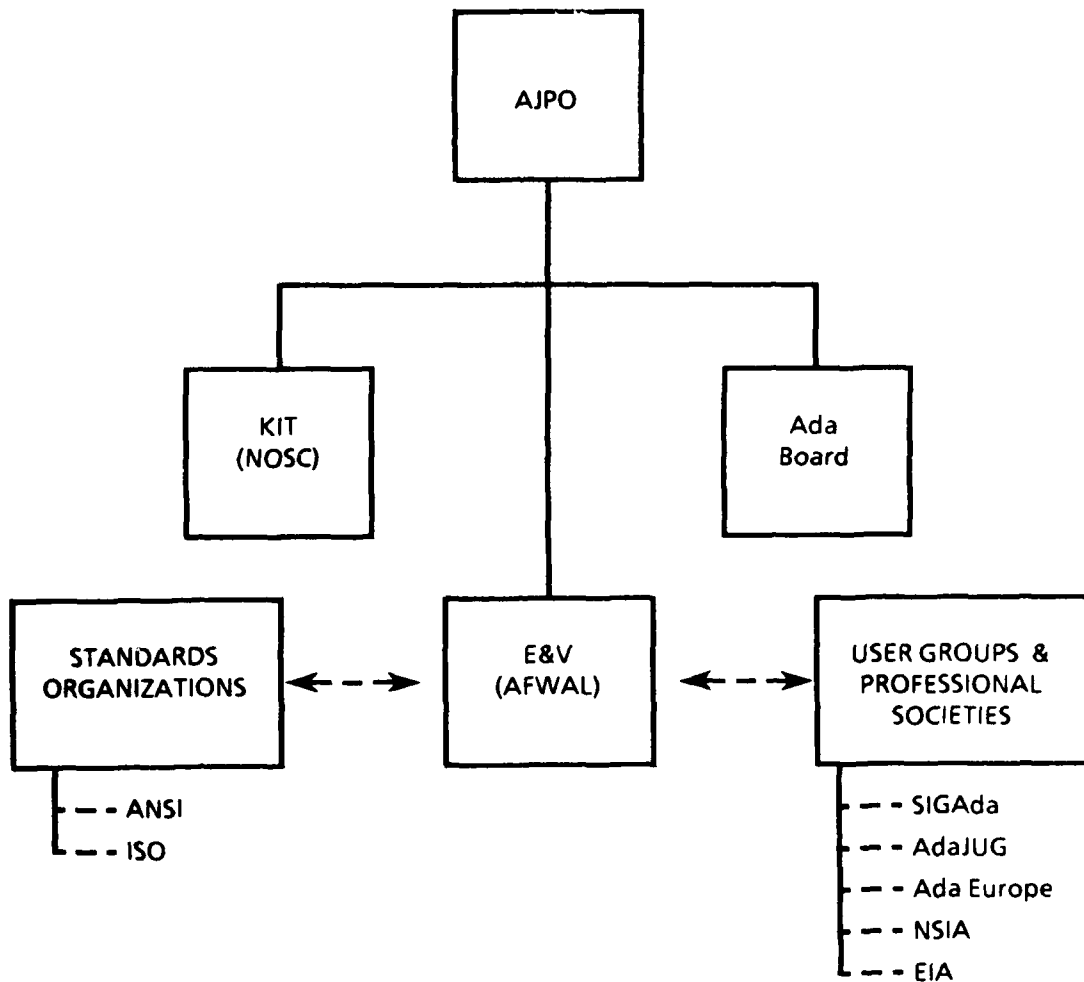 AJPO
KIT
(NOSC)
Ada
Board
STANDARDS
ORGANIZATIONS
E&V
(AFWAL)
USER GROUPS &
PROFESSIONAL
SOCIETIES
ANSI
ISO
SIGAda
AdaJUG
Ada Europe
NSIA
EIA